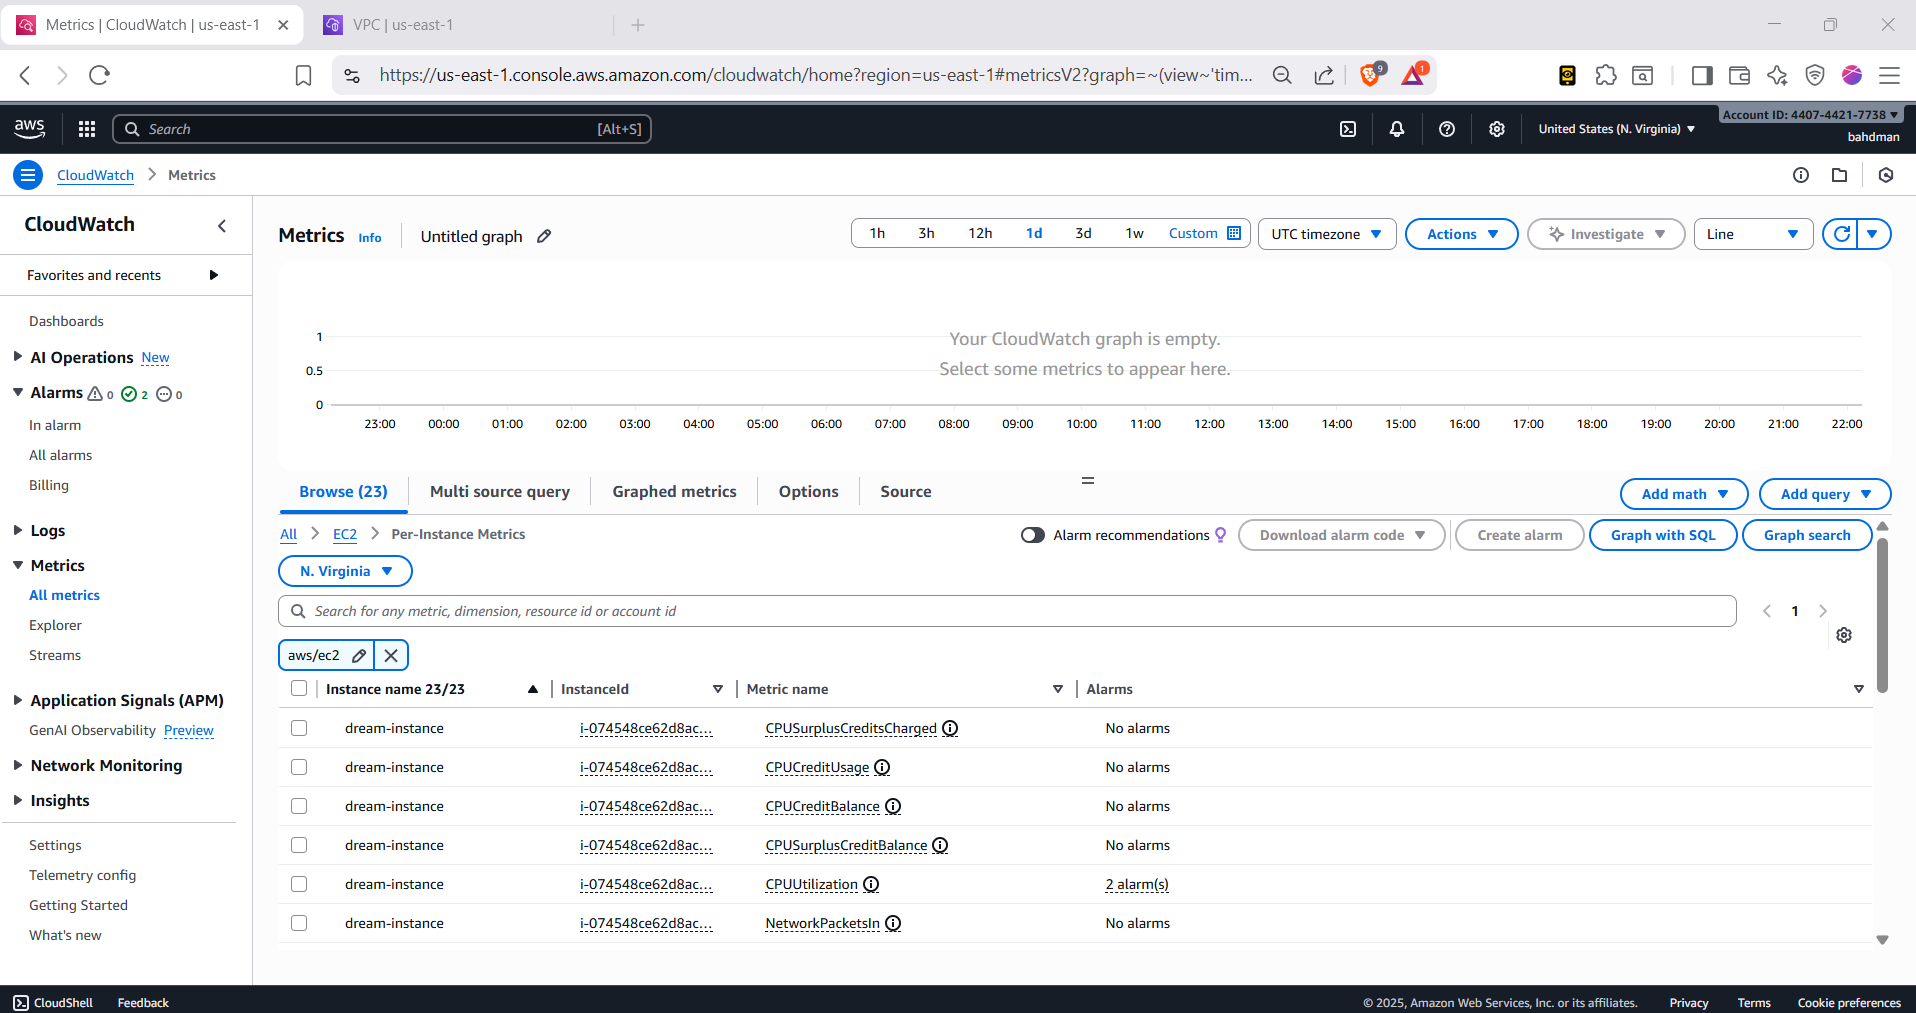 Metrics | CloudWatch | us-east-1
VPC | us-east-1
https://us-east-1.console.aws.amazon.com/cloudwatch/home?region=us-east-1#metricsV2?graph=~(view~'tim...
9
1
aws
Search
[Alt+S]
United States (N. Virginia)
Account ID: 4407-4421-7738
bahdman
CloudWatch
Metrics
CloudWatch
Favorites and recents
Dashboards
AI Operations New
Alarms 0 2 0
In alarm
All alarms
Billing
Logs
Metrics
All metrics
Explorer
Streams
Application Signals (APM)
GenAI Observability Preview
Network Monitoring
Insights
Settings
Telemetry config
Getting Started
What's new
Metrics Info
Untitled graph
1h 3h 12h 1d 3d 1w Custom
UTC timezone
Actions
Investigate
Line
1
0.5
0
Your CloudWatch graph is empty.
Select some metrics to appear here.
23:00 00:00 01:00 02:00 03:00 04:00 05:00 06:00 07:00 08:00 09:00 10:00 11:00 12:00 13:00 14:00 15:00 16:00 17:00 18:00 19:00 20:00 21:00 22:00
Browse (23)
Multi source query
Graphed metrics
Options
Source
Add math
Add query
All EC2 Per-Instance Metrics
Alarm recommendations
Download alarm code
Create alarm
Graph with SQL
Graph search
N. Virginia
Search for any metric, dimension, resource id or account id
1
aws/ec2
Instance name 23/23 InstanceId Metric name Alarms
dream-instance i-074548ce62d8ac... CPUSurplusCreditsCharged No alarms
dream-instance i-074548ce62d8ac... CPUCreditUsage No alarms
dream-instance i-074548ce62d8ac... CPUCreditBalance No alarms
dream-instance i-074548ce62d8ac... CPUSurplusCreditBalance No alarms
dream-instance i-074548ce62d8ac... CPUUtilization 2 alarm(s)
dream-instance i-074548ce62d8ac... NetworkPacketsIn No alarms
CloudShell
Feedback
© 2025, Amazon Web Services, Inc. or its affiliates.
Privacy
Terms
Cookie preferences